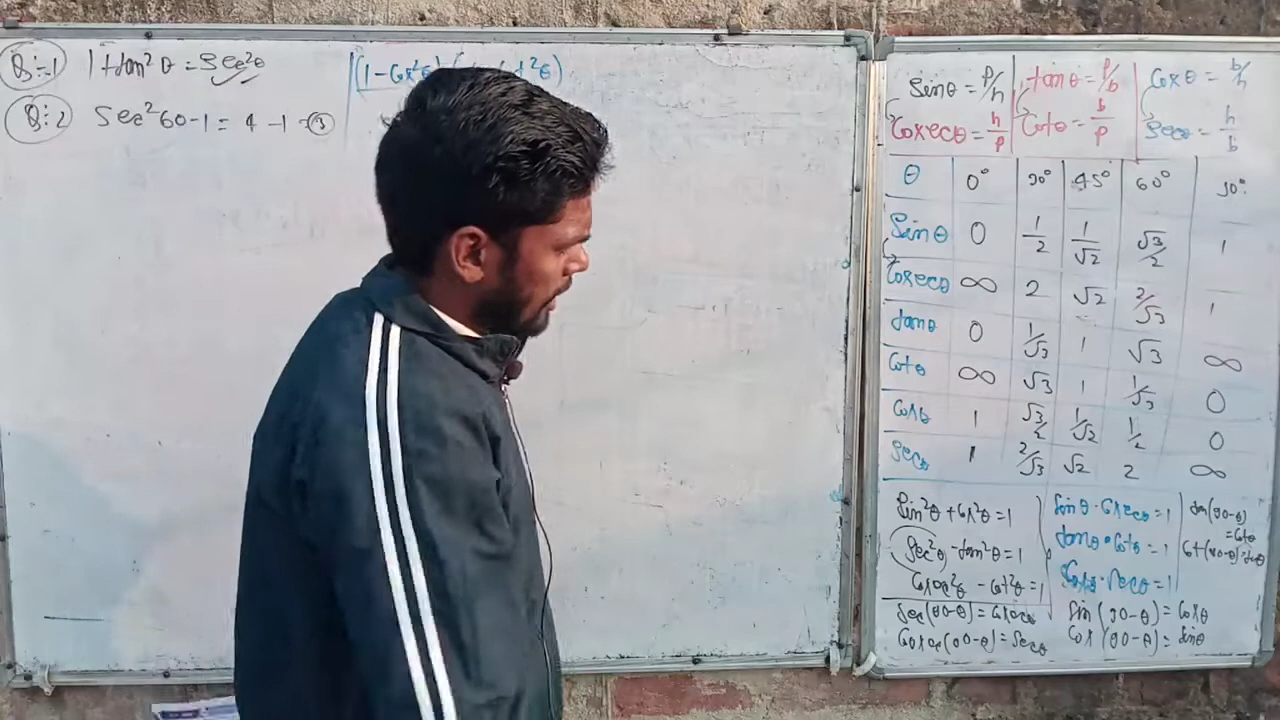 Q:-1 1+tan²θ = Sec²θ
Q:2 Sec²60-1 = 4-1 = 3
(1-Cos²θ) t²θ)
Sinθ = P/h tanθ = P/b Cosθ = b/h
Cosecθ = h/P Cotθ = b/P Secθ = h/b
θ 0° 30° 45° 60° 90°
Sinθ 0 1/2 1/√2 √3/2 1
Cosecθ ∞ 2 √2 2/√3 1
tanθ 0 1/√3 1 √3 ∞
Cotθ ∞ √3 1 1/√3 0
Cosθ 1 √3/2 1/√2 1/2 0
Secθ 1 2/√3 √2 2 ∞
Sin²θ + Cos²θ = 1
Sec²θ - tan²θ = 1
Cosec²θ - Cot²θ = 1
Sinθ · Cosecθ = 1
tanθ · Cotθ = 1
Cosθ · Secθ = 1
tan(90-θ) = Cotθ
Cot(90-θ) = tanθ
Sec(90-θ) = Cosecθ
Cosec(90-θ) = Secθ
Sin(90-θ) = Cosθ
Cos(90-θ) = Sinθ